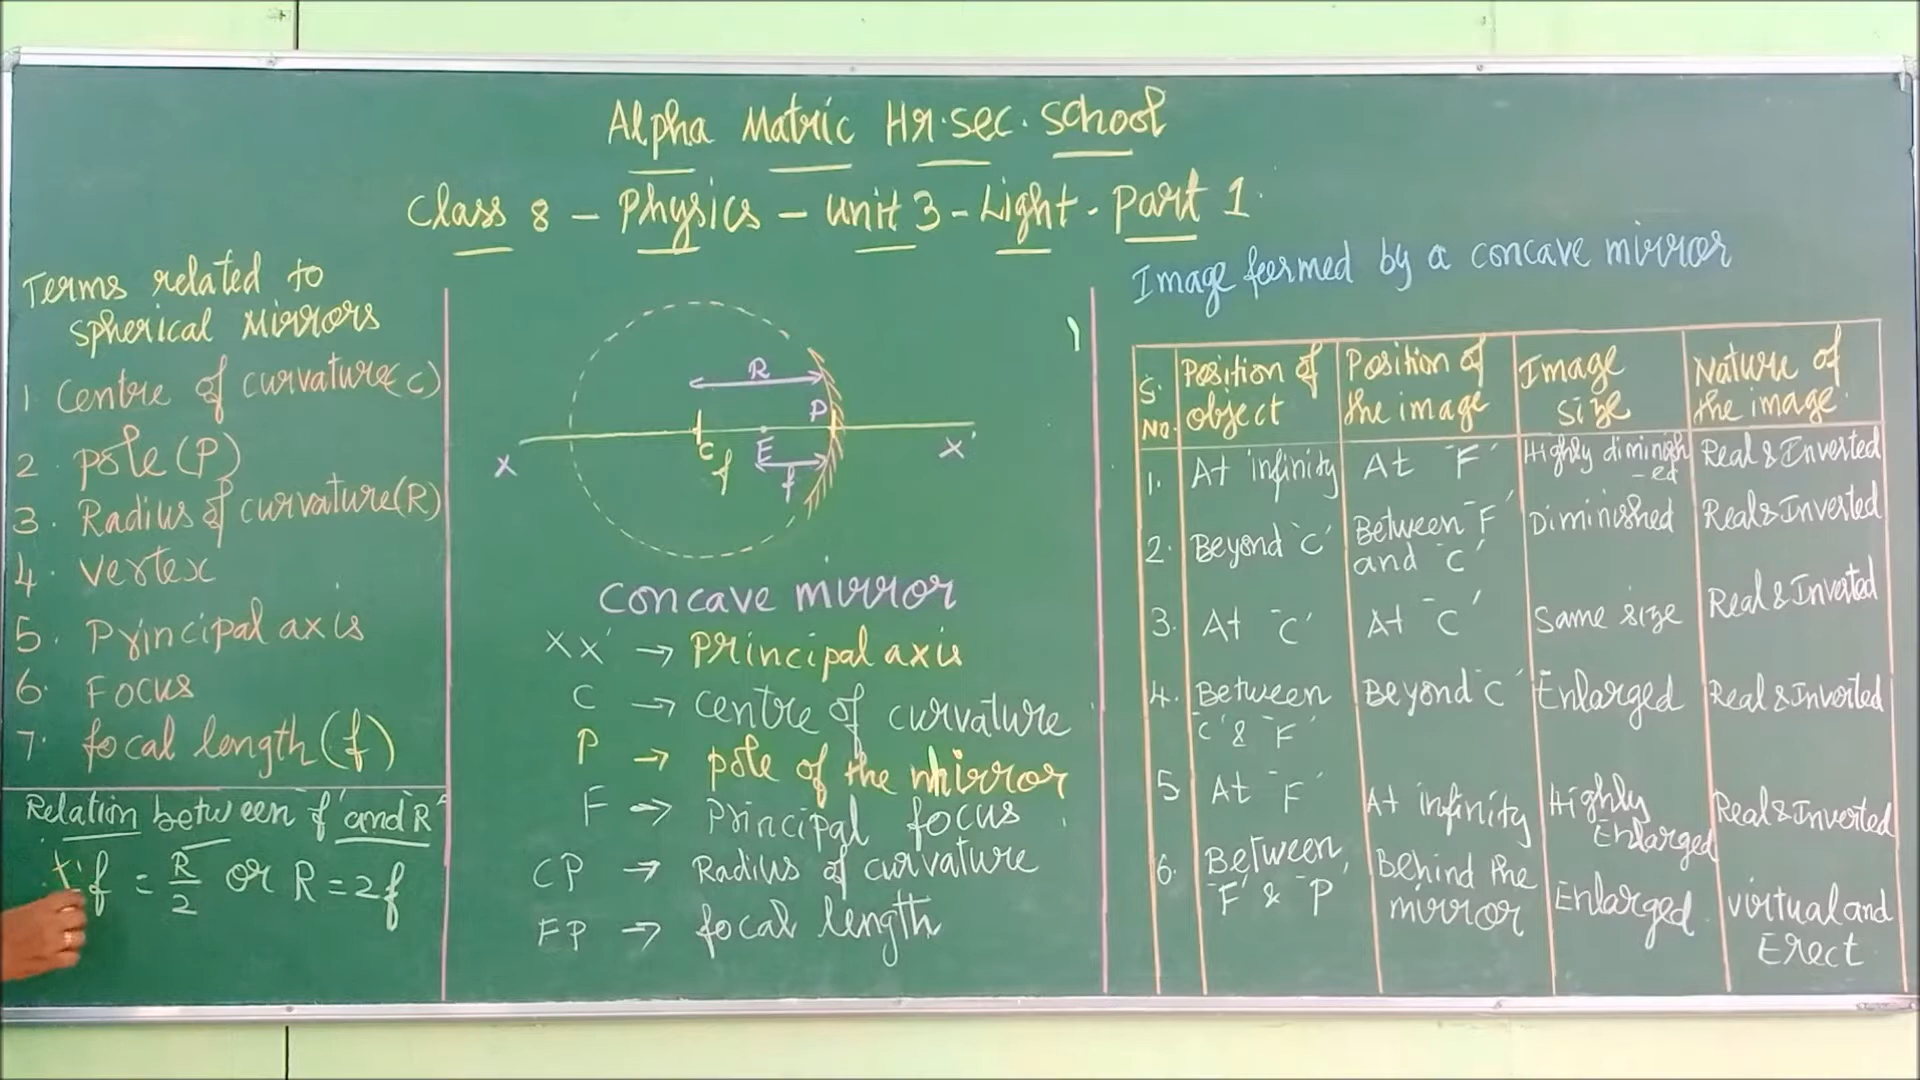 Alpha Matric Hr.sec. School
Class 8 - Physics - Unit 3 - Light - Part 1
Terms related to
spherical Mirrors
1 Centre of curvature(c)
2. pole (P)
3. Radius of curvature(R)
4. vertex
5. Principal axis
6. Focus
7. focal length (f)
Relation between 'f' and 'R'
f = R/2 or R = 2f
R
P
C
f
F
f
X
X'
concave mirror
XX' → Principal axis
C → centre of curvature
P → pole of the mirror
F → Principal focus
CP → Radius of curvature
FP → focal length
Image formed by a concave mirror
S. No. Position of object Position of the image Image size Nature of the image
1. At infinity At 'F' Highly diminish-ed Real & Inverted
2. Beyond 'C' Between 'F' and 'C' Diminished Real & Inverted
3. At 'C' At 'C' Same size Real & Inverted
4. Between 'C' & 'F' Beyond 'C' Enlarged Real & Inverted
5 At 'F' At infinity Highly Enlarged Real & Inverted
6. Between 'F' & 'P' Behind the mirror Enlarged virtual and Erect